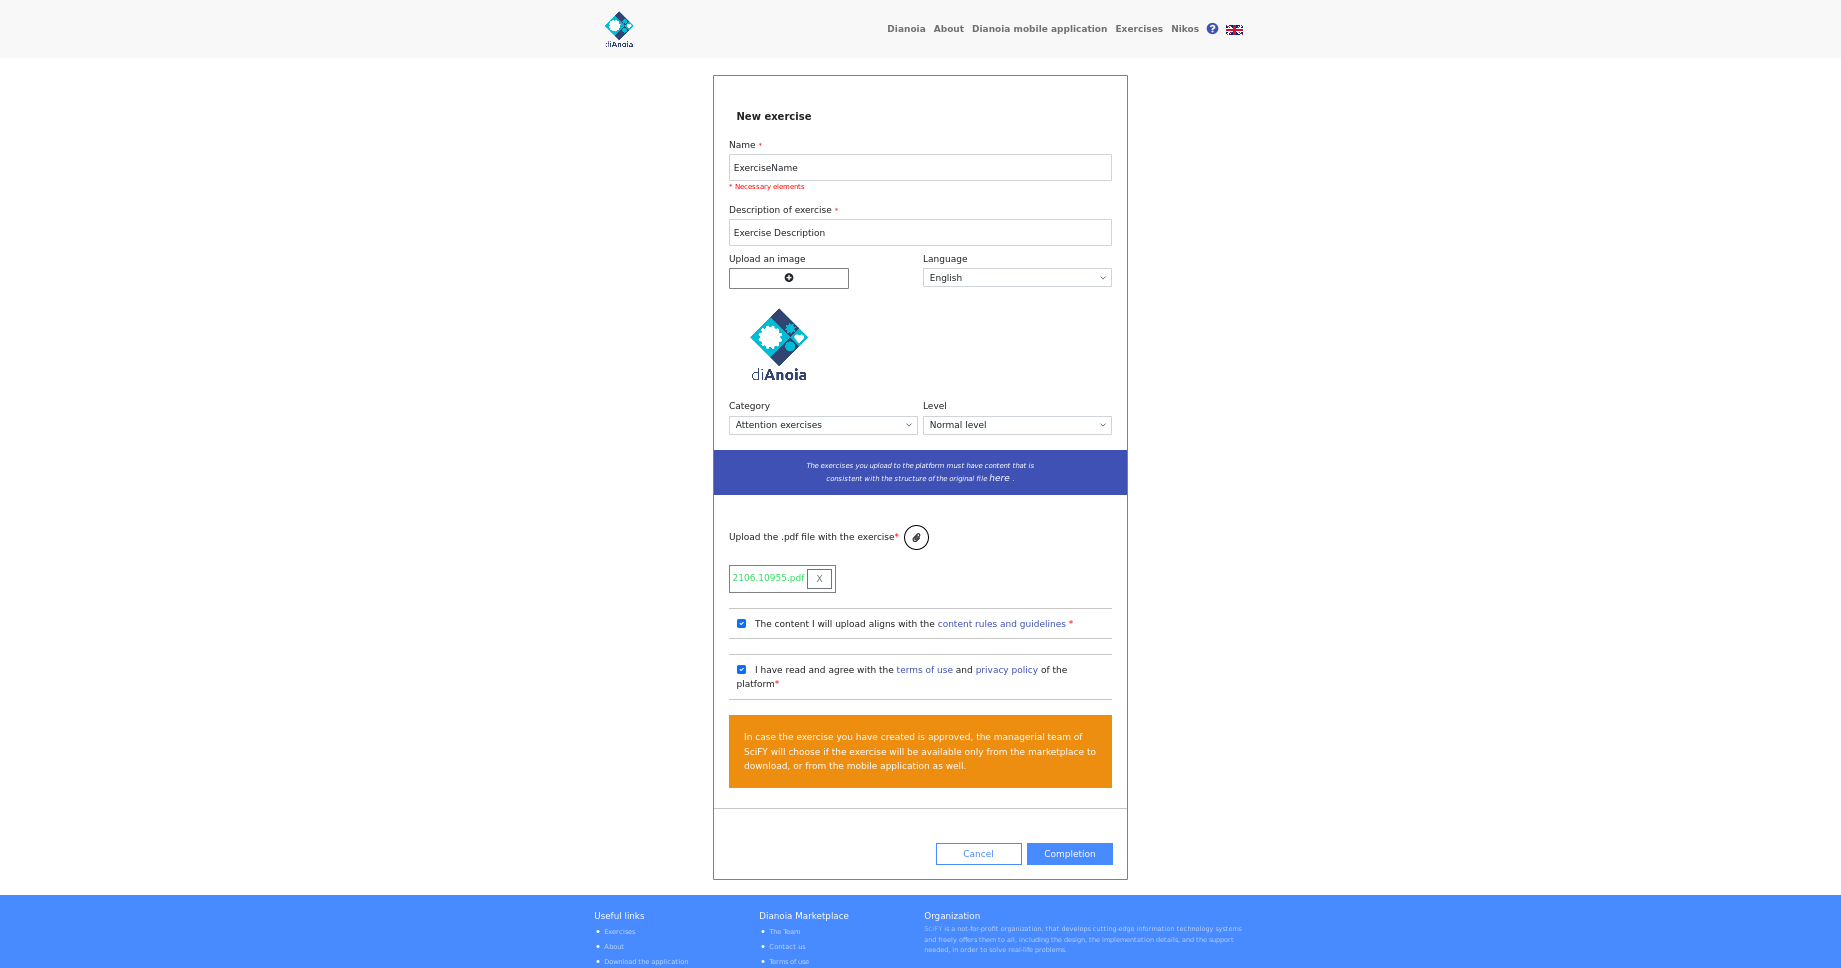 diAnoia
Dianoia About Dianoia mobile application Exercises Nikos ?
New exercise
Name *
ExerciseName
* Necessary elements
Description of exercise *
Exercise Description
Upload an image Language
English
diAnoia
Category Level
Attention exercises Normal level
The exercises you upload to the platform must have content that is
consistent with the structure of the original file here .
Upload the .pdf file with the exercise*
2106.10955.pdf X
The content I will upload aligns with the content rules and guidelines *
I have read and agree with the terms of use and privacy policy of the
platform*
In case the exercise you have created is approved, the managerial team of
SciFY will choose if the exercise will be available only from the marketplace to
download, or from the mobile application as well.
Cancel Completion
Useful links Dianoia Marketplace Organization
Exercises The Team SciFY is a not-for-profit organization, that develops cutting-edge information technology systems
About Contact us and freely offers them to all, including the design, the implementation details, and the support
needed, in order to solve real-life problems.
Download the application Terms of use